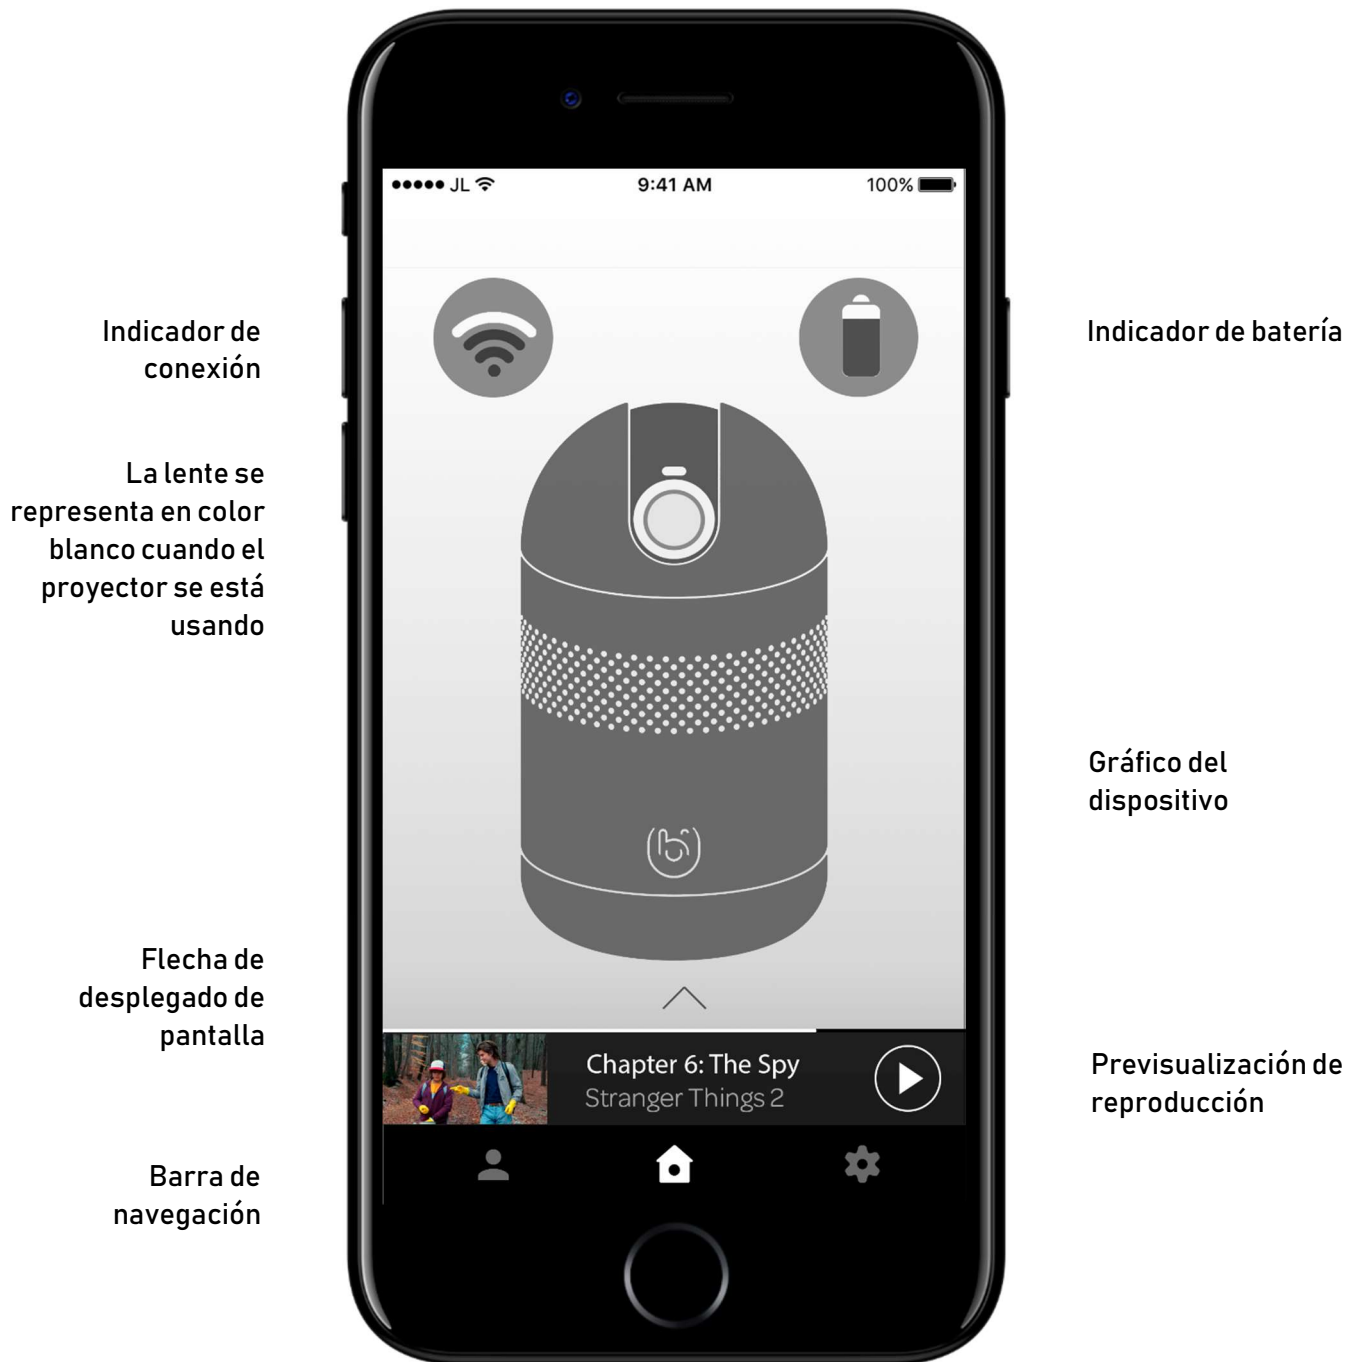 JL
9:41 AM
100%
Indicador de
conexión
Indicador de batería
La lente se
representa en color
blanco cuando el
proyector se está
usando
Gráfico del
dispositivo
Flecha de
desplegado de
pantalla
Chapter 6: The Spy
Stranger Things 2
Previsualización de
reproducción
Barra de
navegación